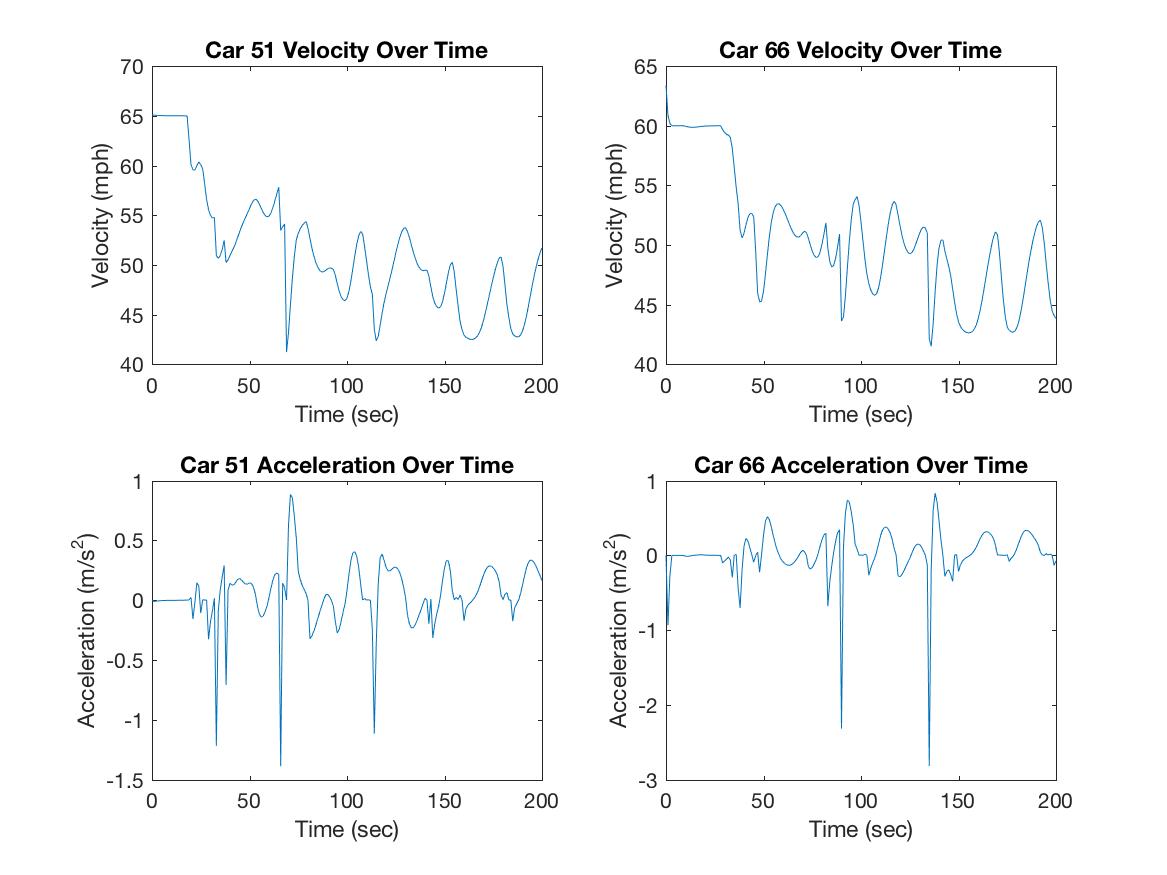 Car 51 Velocity Over Time
70
65
60
55
50
45
40
Velocity (mph)
0 50 100 150 200
Time (sec)
Car 66 Velocity Over Time
65
60
55
50
45
40
Velocity (mph)
0 50 100 150 200
Time (sec)
Car 51 Acceleration Over Time
1
0.5
0
-0.5
-1
-1.5
Acceleration (m/s²)
0 50 100 150 200
Time (sec)
Car 66 Acceleration Over Time
1
0
-1
-2
-3
Acceleration (m/s²)
0 50 100 150 200
Time (sec)